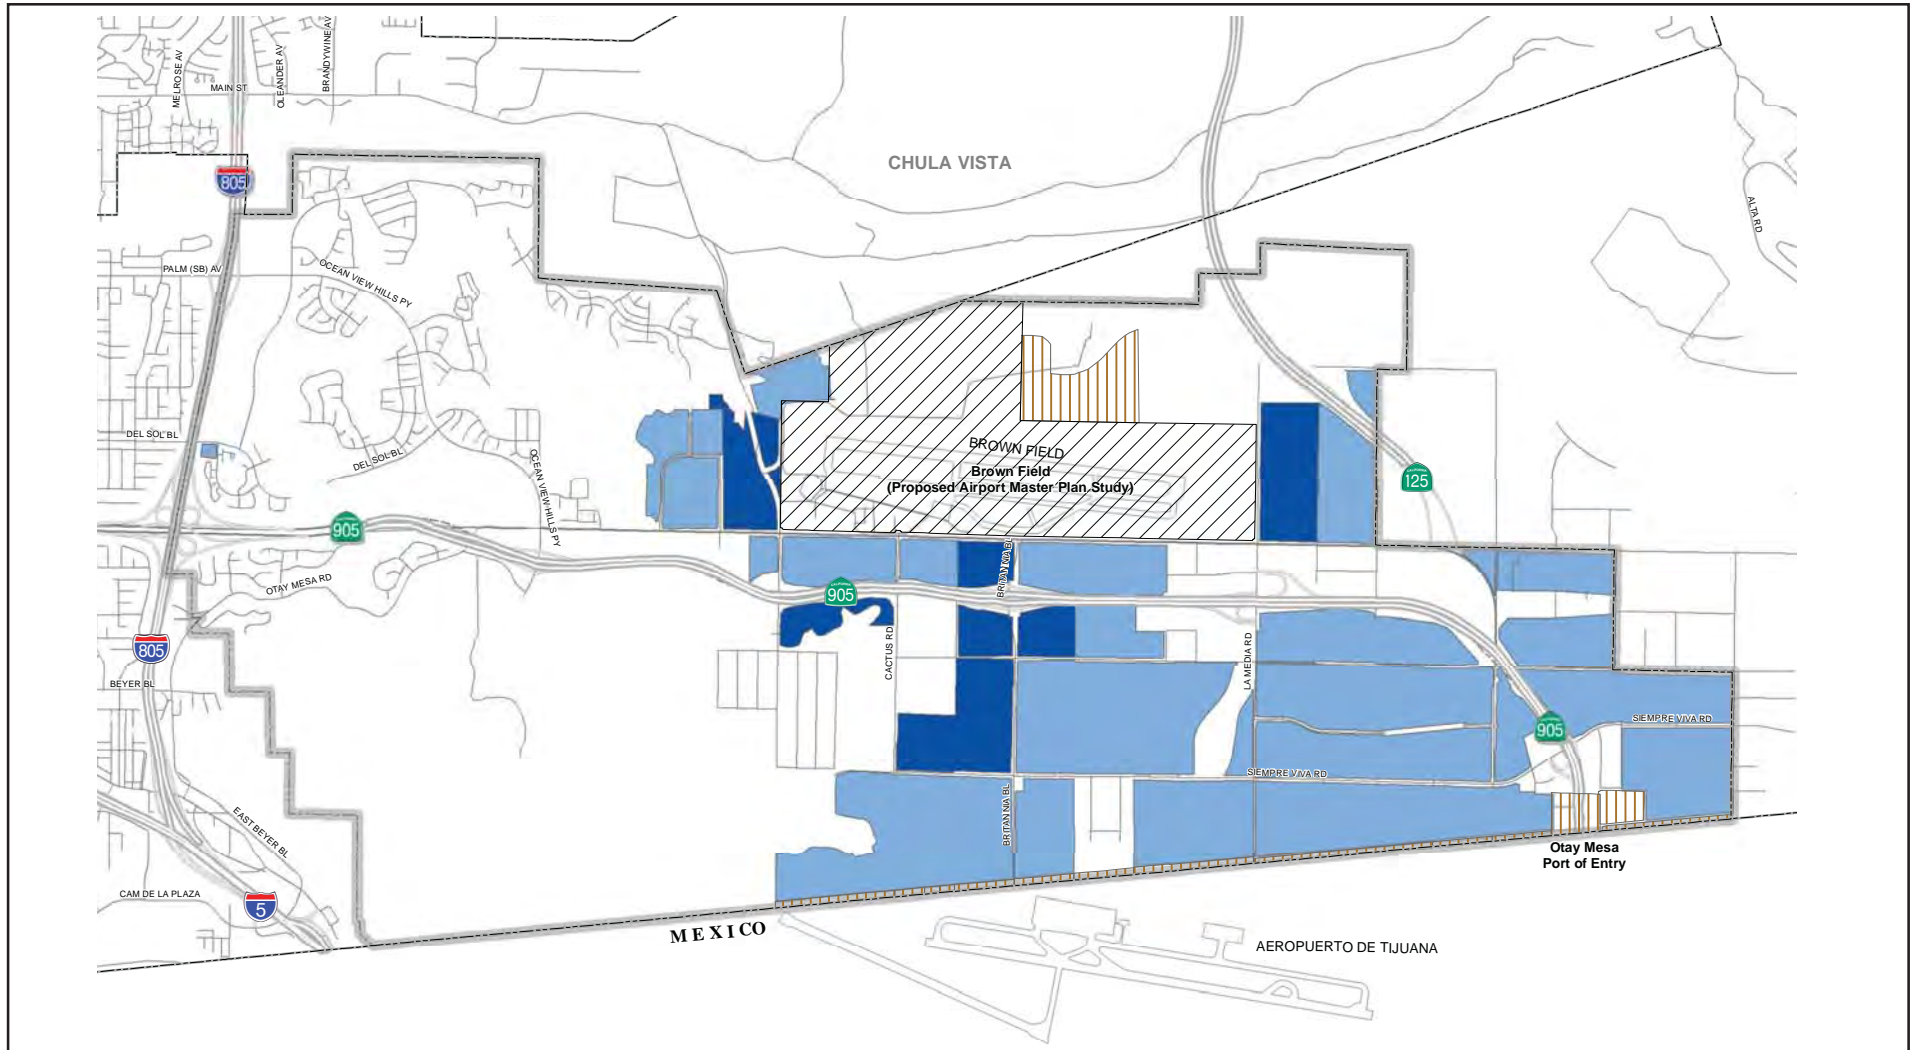 MELROSE AV
OLEANDER AV
BRANDYWINE AV
MAIN ST
CHULA VISTA
805
ALTA RD
PALM (SB) AV
OCEAN VIEW HILLS PY
DEL SOL BL
DEL SOL BL
OCEAN VIEW HILLS PY
BROWN FIELD
Brown Field
(Proposed Airport Master Plan Study)
CALIFORNIA
125
CALIFORNIA
905
OTAY MESA RD
CALIFORNIA
905
BRITANNIA BL
805
BEYER BL
CACTUS RD
LA MEDIA RD
CALIFORNIA
905
SIEMPRE VIVA RD
SIEMPRE VIVA RD
EAST BEYER BL
BRITANNIA BL
Otay Mesa
Port of Entry
CAM DE LA PLAZA
5
MEXICO
AEROPUERTO DE TIJUANA